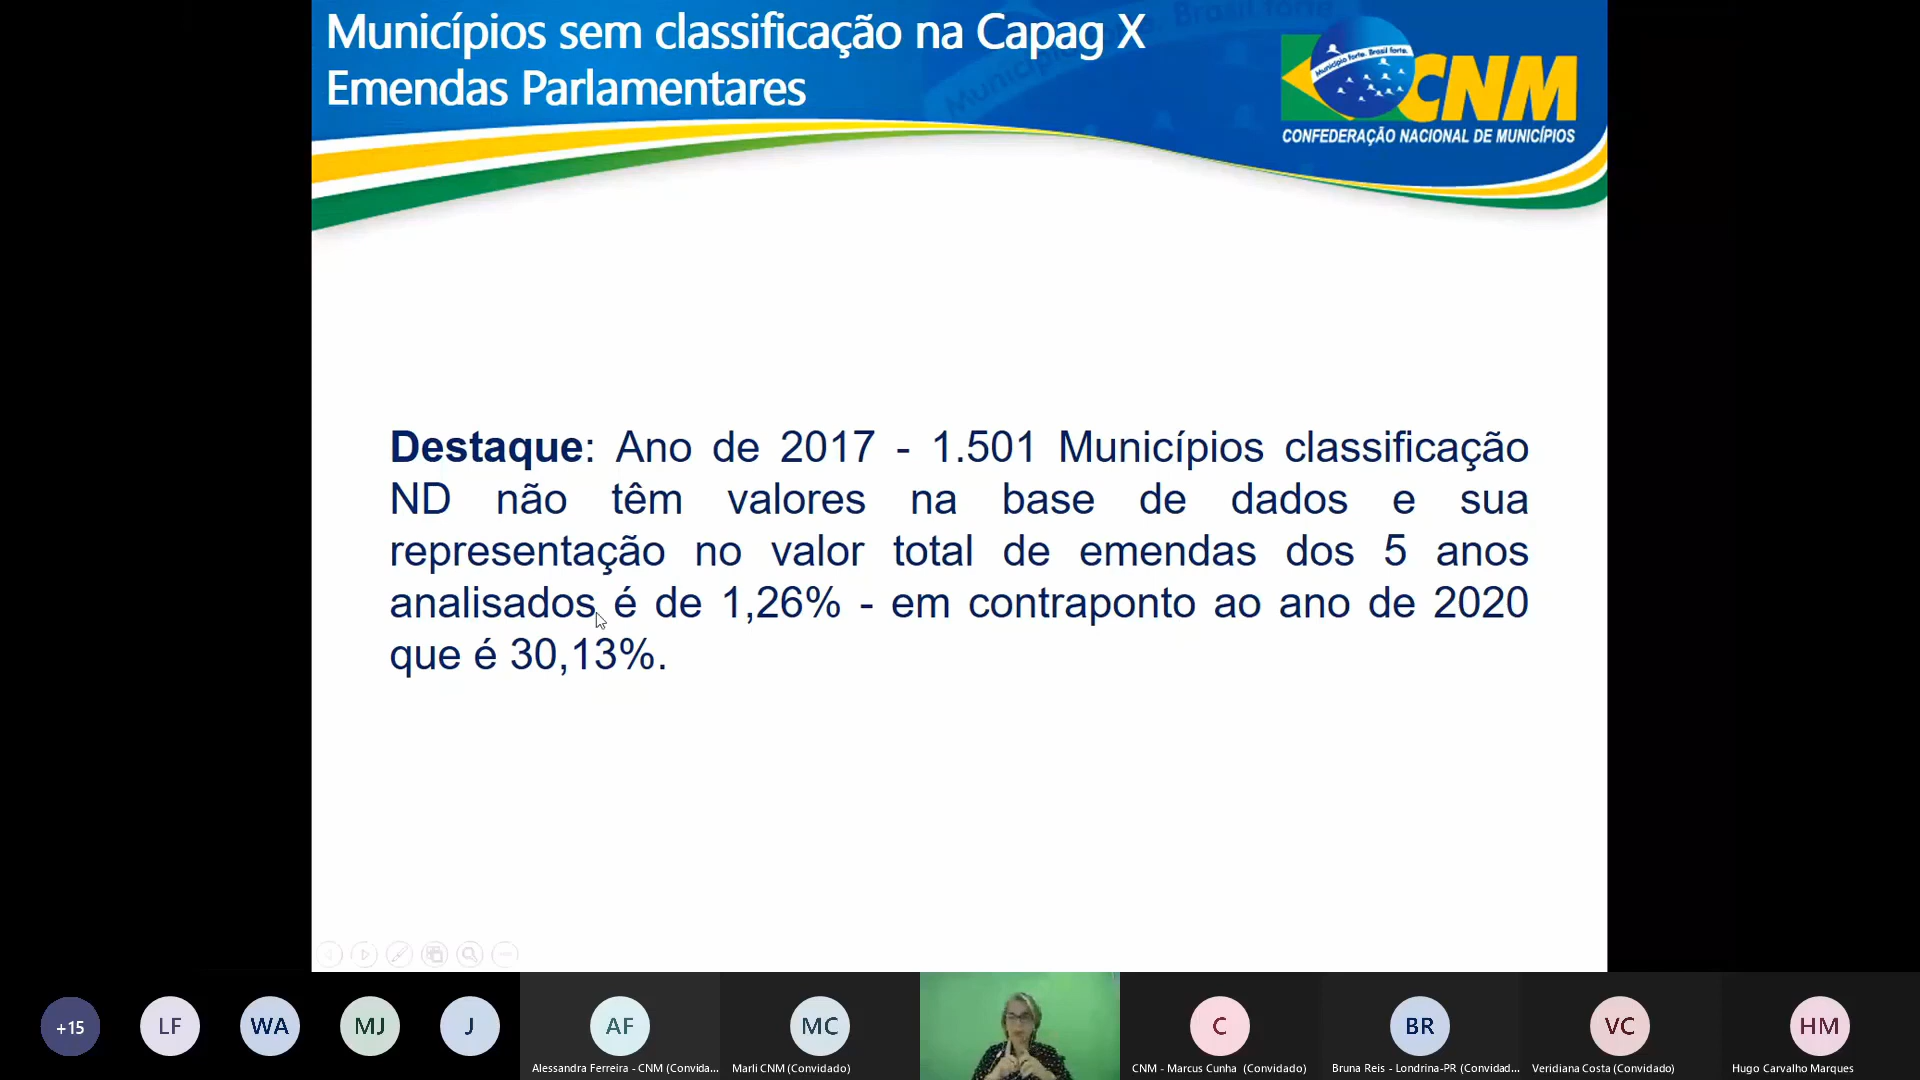 Municípios sem classificação na Capag X
Emendas Parlamentares
Município forte. Brasil forte.
CNM
CONFEDERAÇÃO NACIONAL DE MUNICÍPIOS
Destaque: Ano de 2017 - 1.501 Municípios classificação
ND não têm valores na base de dados e sua
representação no valor total de emendas dos 5 anos
analisados é de 1,26% - em contraponto ao ano de 2020
que é 30,13%.
+15
LF
WA
MJ
J
AF
MC
C
BR
VC
HM
Alessandra Ferreira - CNM (Convida...
Marli CNM (Convidado)
CNM - Marcus Cunha (Convidado)
Bruna Reis - Londrina-PR (Convidad...
Veridiana Costa (Convidado)
Hugo Carvalho Marques